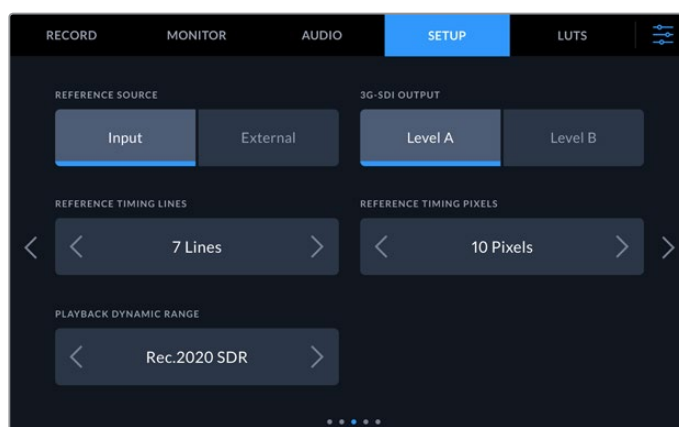 RECORD MONITOR AUDIO SETUP LUTS
REFERENCE SOURCE 3G-SDI OUTPUT
Input External Level A Level B
REFERENCE TIMING LINES REFERENCE TIMING PIXELS
7 Lines 10 Pixels
PLAYBACK DYNAMIC RANGE
Rec.2020 SDR